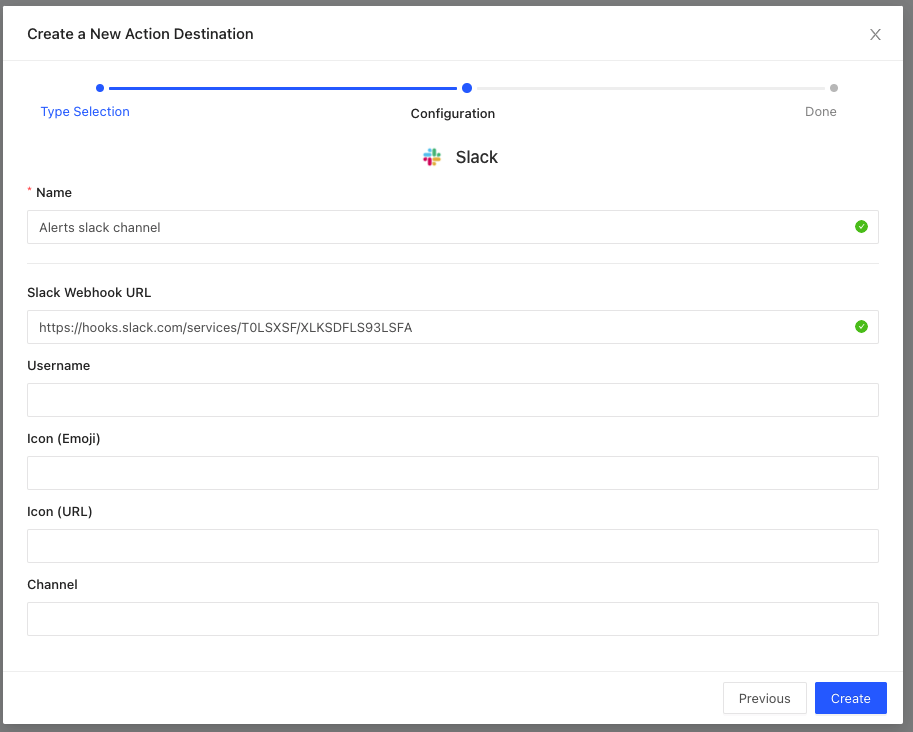 Create a New Action Destination
Type Selection
Configuration
Done
Slack
* Name
Alerts slack channel
Slack Webhook URL
https://hooks.slack.com/services/T0LSXSF/XLKSDFLS93LSFA
Username
Icon (Emoji)
Icon (URL)
Channel
Previous
Create